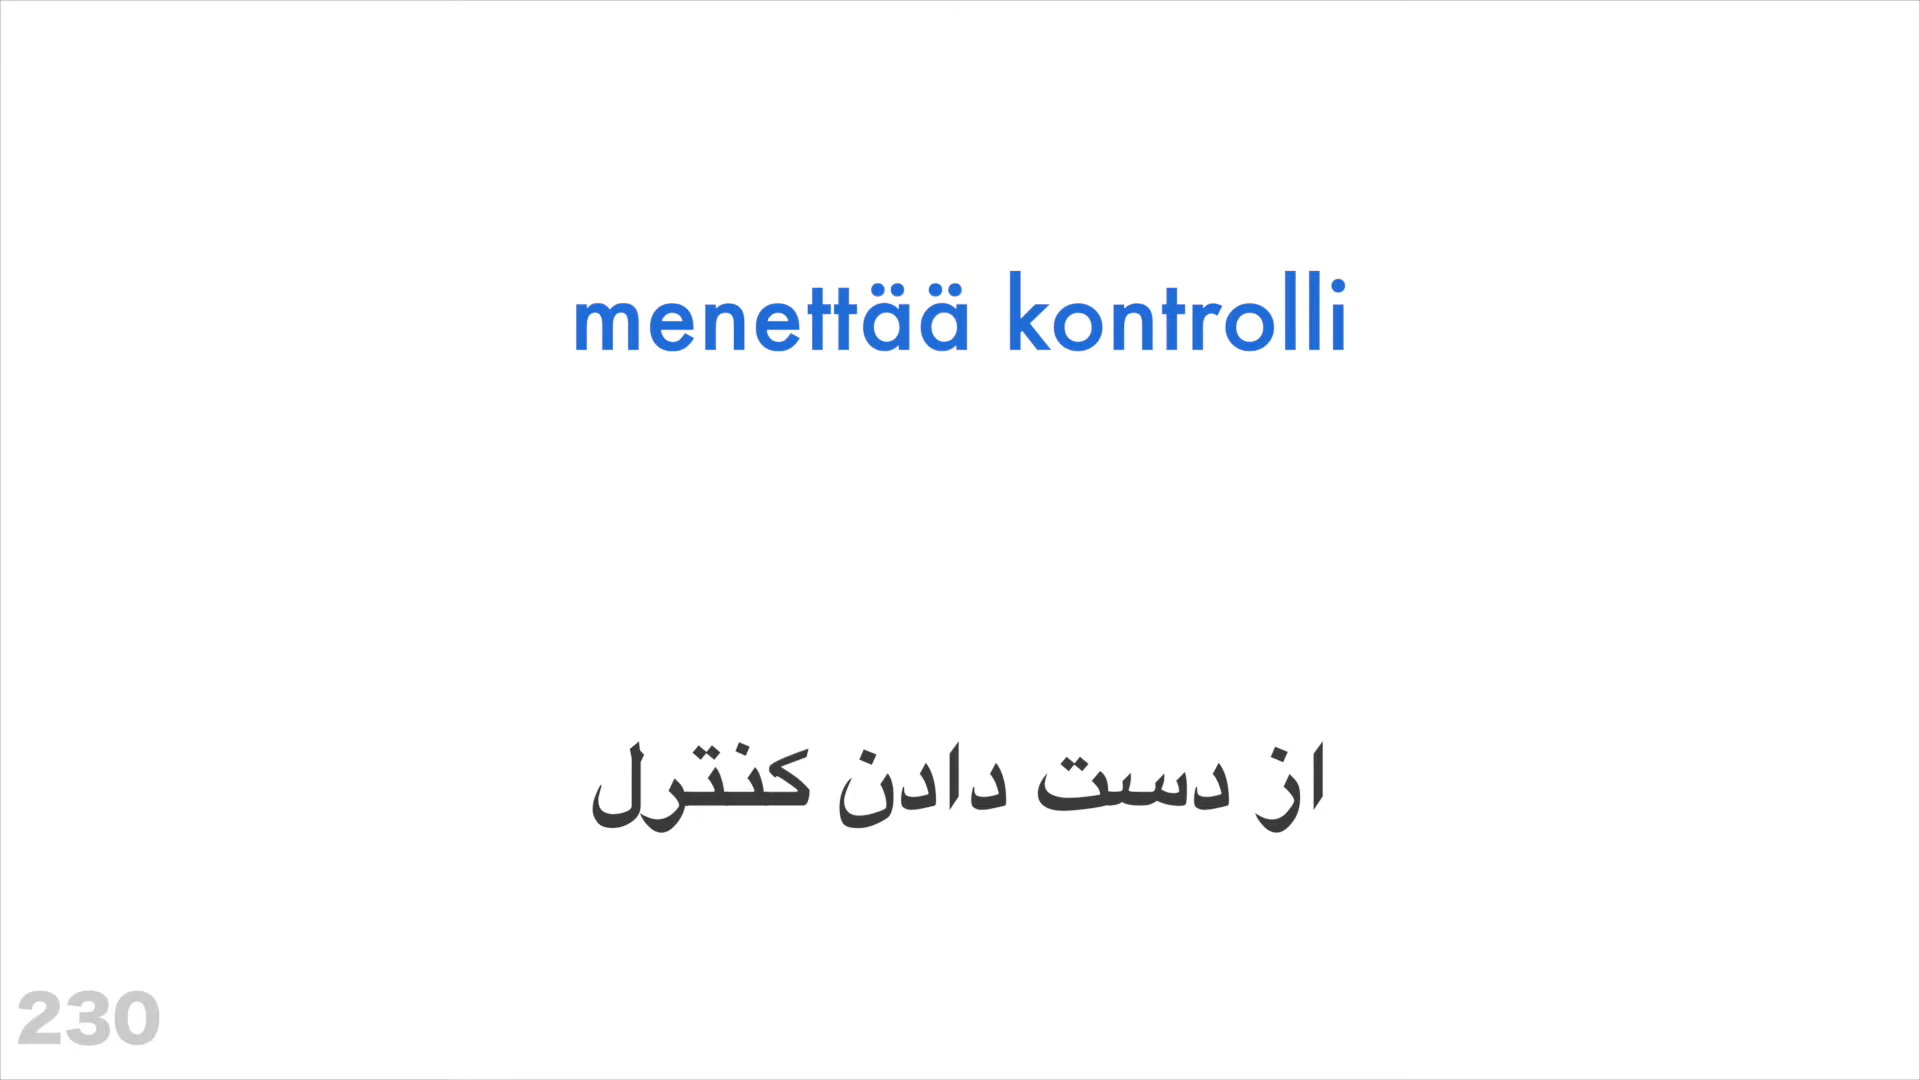 menettää kontrolli
از دست دادن کنترل
230